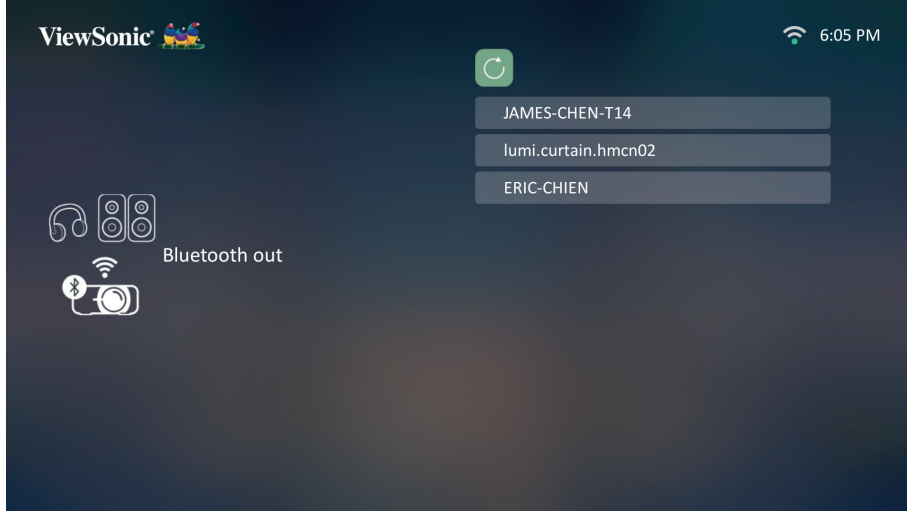 ViewSonic®
6:05 PM
JAMES-CHEN-T14
lumi.curtain.hmcn02
ERIC-CHIEN
Bluetooth out